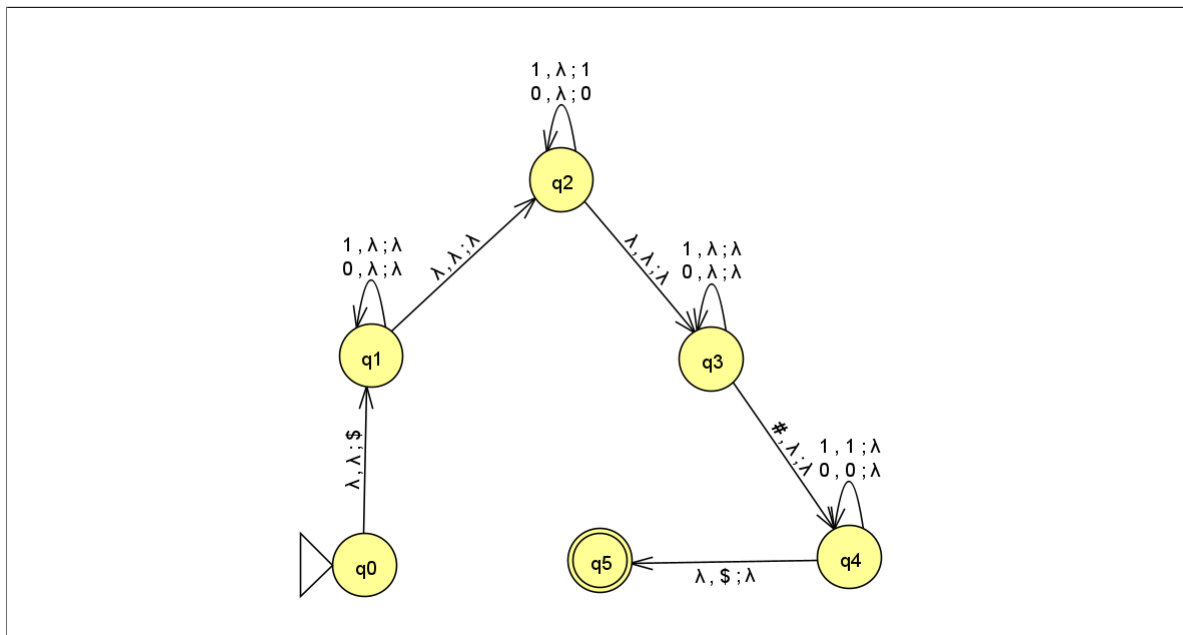 1 , λ ; 1
0 , λ ; 0
q2
1 , λ ; λ
0 , λ ; λ
λ , λ ; λ
λ , λ ; λ
1 , λ ; λ
0 , λ ; λ
q1
q3
λ , λ ; $
# , λ ; λ
1 , 1 ; λ
0 , 0 ; λ
q0
q5
q4
λ , $ ; λ